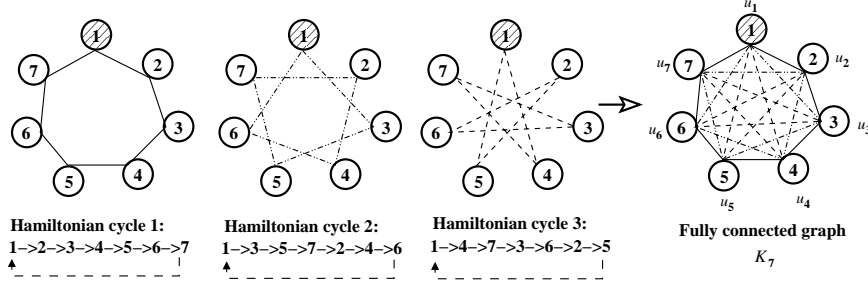 1
2
3
4
5
6
7
1
2
3
4
5
6
7
1
2
3
4
5
6
7
u1
1
u2
2
u3
3
u4
4
u5
5
u6
6
u7
7
Hamiltonian cycle 1:
1->2->3->4->5->6->7
Hamiltonian cycle 2:
1->3->5->7->2->4->6
Hamiltonian cycle 3:
1->4->7->3->6->2->5
Fully connected graph
K7